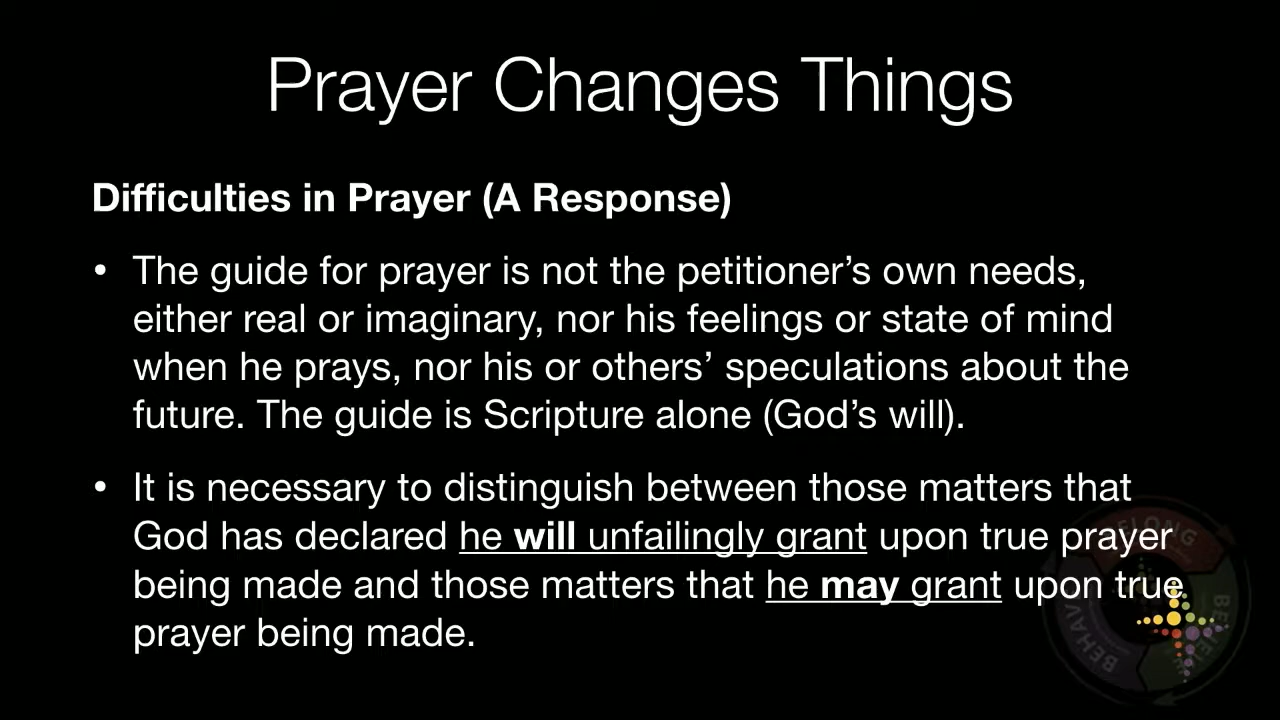 Prayer Changes Things
Difficulties in Prayer (A Response)
• The guide for prayer is not the petitioner’s own needs,
either real or imaginary, nor his feelings or state of mind
when he prays, nor his or others’ speculations about the
future. The guide is Scripture alone (God’s will).
• It is necessary to distinguish between those matters that
God has declared he will unfailingly grant upon true prayer
being made and those matters that he may grant upon true
prayer being made.